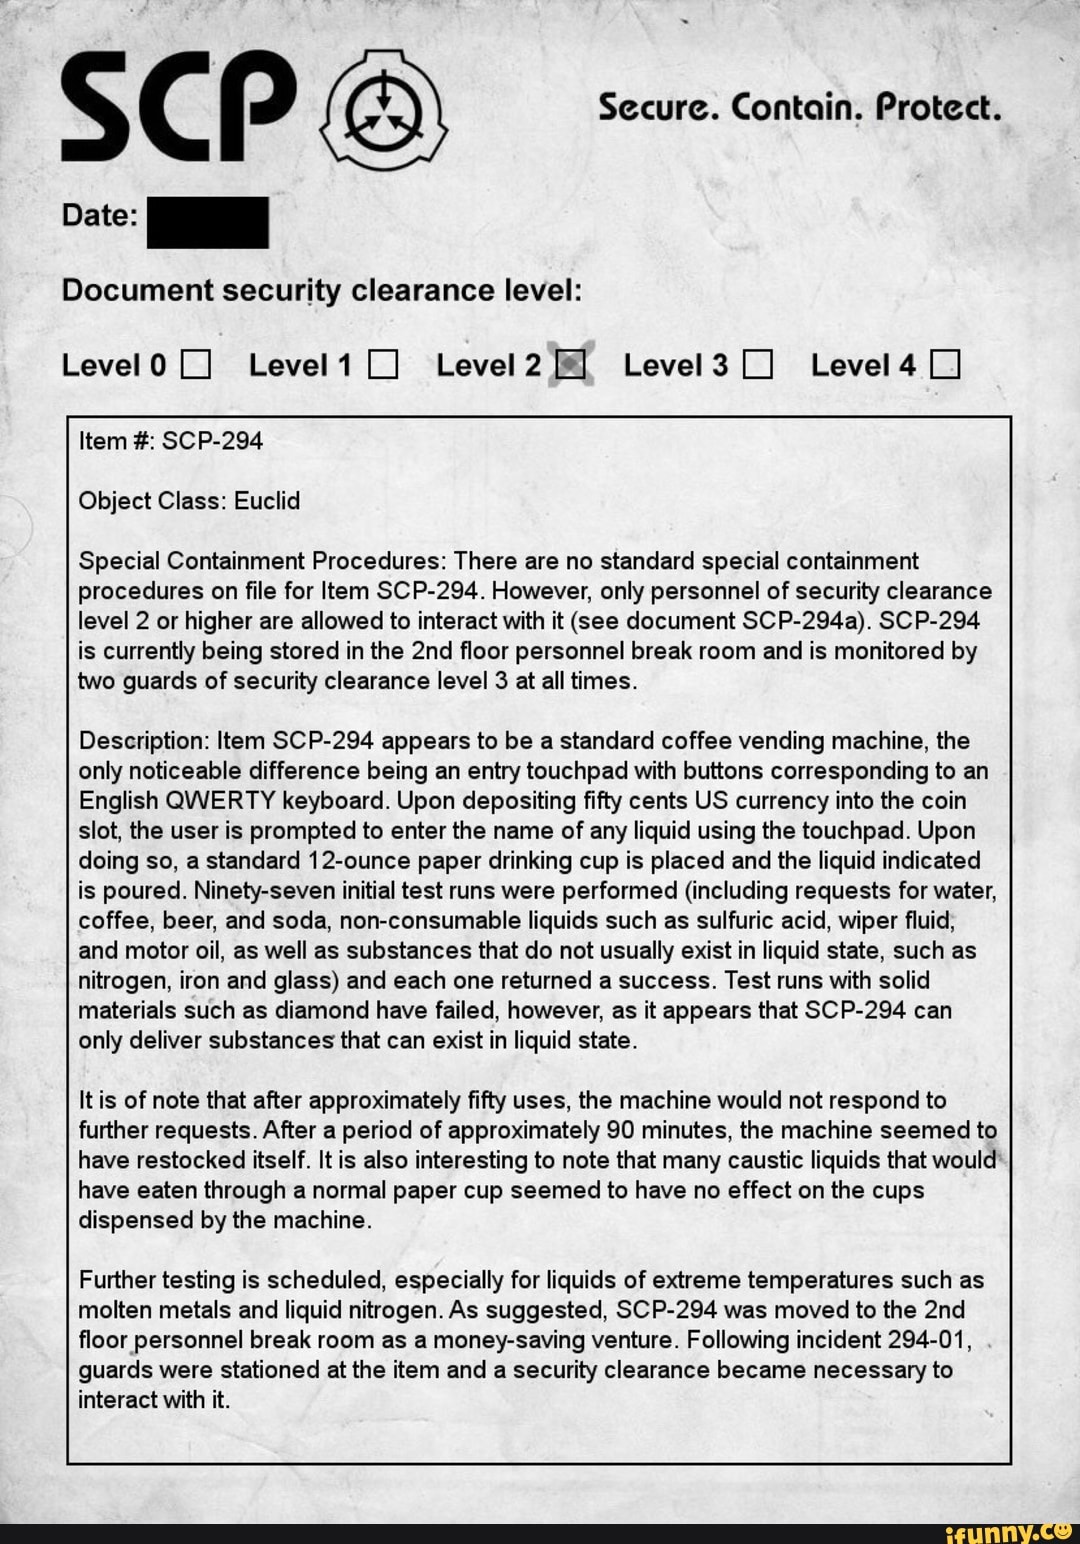 SCP
Secure. Contain. Protect.
Date:
Document security clearance level:
Level 0 Level 1 Level 2 Level 3 Level 4
Item #: SCP-294
Object Class: Euclid
Special Containment Procedures: There are no standard special containment
procedures on file for Item SCP-294. However, only personnel of security clearance
level 2 or higher are allowed to interact with it (see document SCP-294a). SCP-294
is currently being stored in the 2nd floor personnel break room and is monitored by
two guards of security clearance level 3 at all times.
Description: Item SCP-294 appears to be a standard coffee vending machine, the
only noticeable difference being an entry touchpad with buttons corresponding to an
English QWERTY keyboard. Upon depositing fifty cents US currency into the coin
slot, the user is prompted to enter the name of any liquid using the touchpad. Upon
doing so, a standard 12-ounce paper drinking cup is placed and the liquid indicated
is poured. Ninety-seven initial test runs were performed (including requests for water,
coffee, beer, and soda, non-consumable liquids such as sulfuric acid, wiper fluid,
and motor oil, as well as substances that do not usually exist in liquid state, such as
nitrogen, iron and glass) and each one returned a success. Test runs with solid
materials such as diamond have failed, however, as it appears that SCP-294 can
only deliver substances that can exist in liquid state.
It is of note that after approximately fifty uses, the machine would not respond to
further requests. After a period of approximately 90 minutes, the machine seemed to
have restocked itself. It is also interesting to note that many caustic liquids that would
have eaten through a normal paper cup seemed to have no effect on the cups
dispensed by the machine.
Further testing is scheduled, especially for liquids of extreme temperatures such as
molten metals and liquid nitrogen. As suggested, SCP-294 was moved to the 2nd
floor personnel break room as a money-saving venture. Following incident 294-01,
guards were stationed at the item and a security clearance became necessary to
interact with it.
ifunny.co